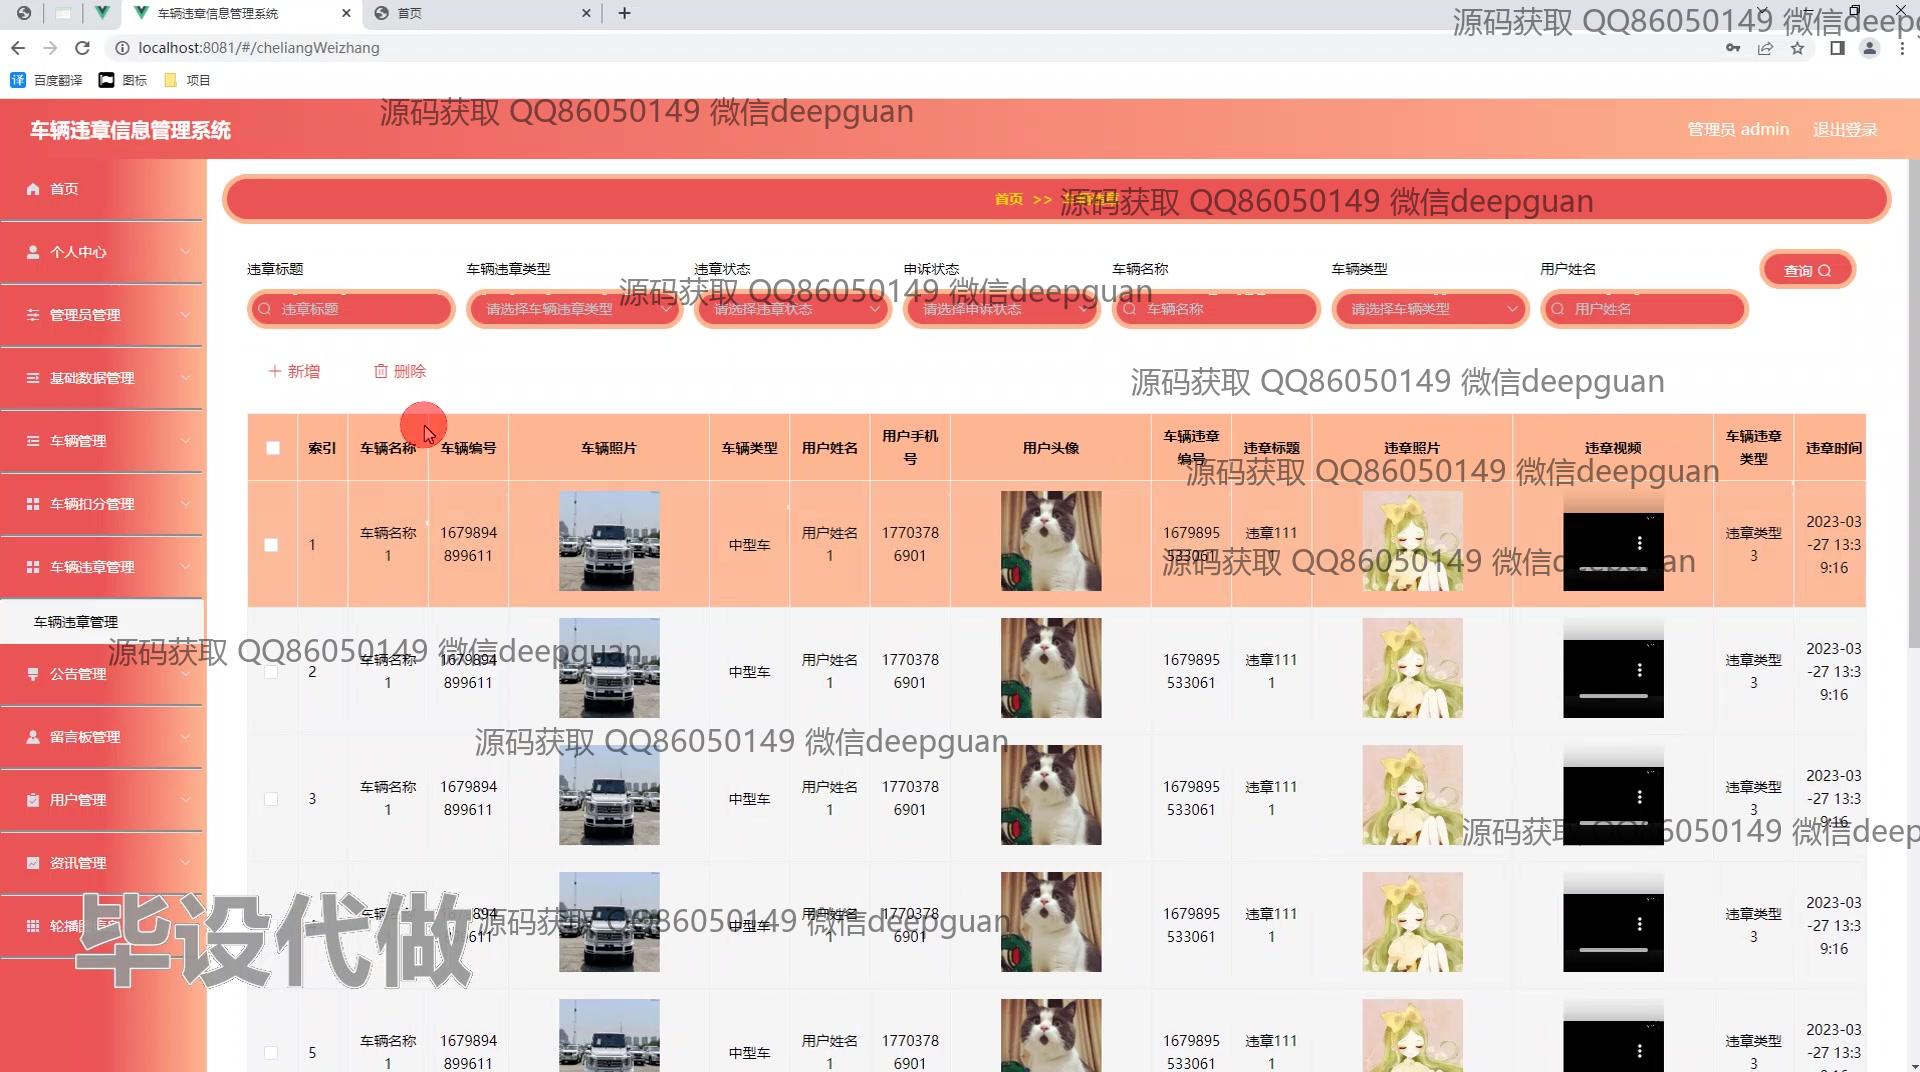 车辆违章信息管理系统
首页
localhost:8081/#/cheliangWeizhang
百度翻译 图标 项目
源码获取 QQ86050149 微信deepg
源码获取 QQ86050149 微信deepguan
车辆违章信息管理系统
管理员 admin 退出登录
首页
个人中心
管理员管理
基础数据管理
车辆管理
车辆扣分管理
车辆违章管理
车辆违章管理
公告管理
留言板管理
用户管理
资讯管理
首页 >>
源码获取 QQ86050149 微信deepguan
违章标题 车辆违章类型 违章状态 申诉状态 车辆名称 车辆类型 用户姓名
查询
源码获取 QQ86050149 微信deepguan
违章标题 请选择车辆违章类型 请选择违章状态 请选择申诉状态 车辆名称 请选择车辆类型 用户姓名
新增 删除
源码获取 QQ86050149 微信deepguan
索引 车辆名称 车辆编号 车辆照片 车辆类型 用户姓名 用户手机号 用户头像 车辆违章编号 违章标题 违章照片 违章视频 车辆违章类型 违章时间
源码获取 QQ86050149 微信deepguan
1 车辆名称1 1679894899611 中型车 用户姓名1 17703786901 1679895533061 违章1111 车辆类型 违章类型3 2023-03-27 13:39:16
源码获取 QQ86050149 微信deepguan
2 车辆名称1 1679894899611 中型车 用户姓名1 17703786901 1679895533061 违章1111 违章类型3 2023-03-27 13:39:16
源码获取 QQ86050149 微信deepguan
源码获取 QQ86050149 微信deepguan
3 车辆名称1 1679894899611 中型车 用户姓名1 17703786901 1679895533061 违章1111 违章类型3 2023-03-27 13:39:16
源码获取 QQ86050149 微信deep
中型车 用户姓名1 17703786901 1679895533061 违章1111 违章类型3 2023-03-27 13:39:16
源码获取 QQ86050149 微信deepguan
毕设代做
5 车辆名称1 1679894899611 中型车 用户姓名1 17703786901 1679895533061 违章1111 违章类型3 2023-03-27 13:3